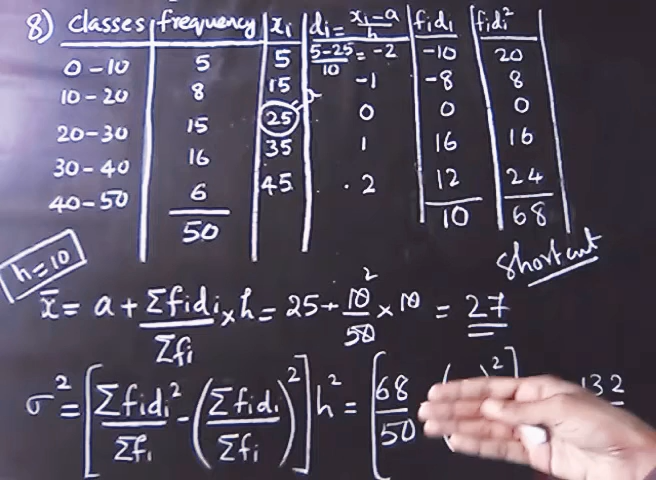 8) classes frequency xi di = xi-a/h fidi fidi²
0-10 5 5 5-25/10 = -2 -10 20
10-20 8 15 -1 -8 8
20-30 15 25 a 0 0 0
30-40 16 35 1 16 16
40-50 6 45 2 12 24
50 10 68
h=10
shortcut
x̄ = a + Σfidi/Σfi × h = 25 + 10/50 × 10 = 27
σ² = [Σfidi²/Σfi - (Σfidi/Σfi)²] h² = [68/50 ( )²] 132